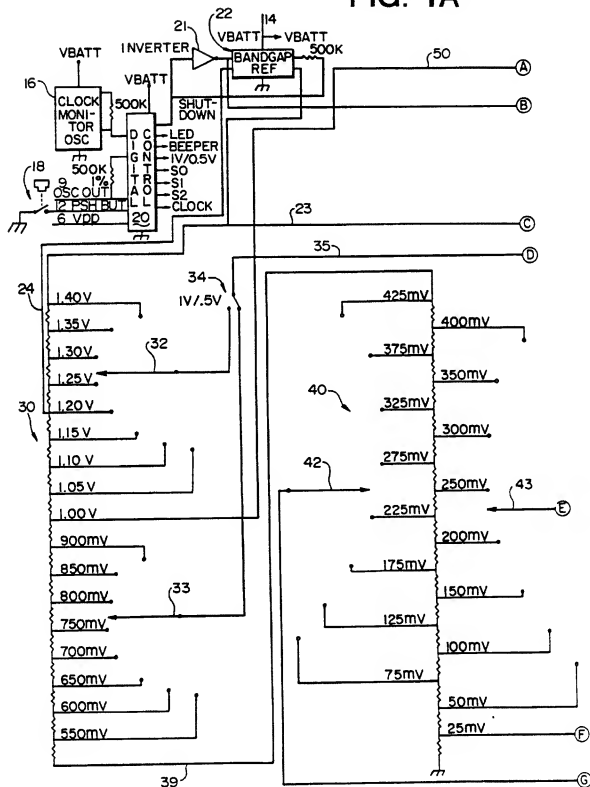 FIG. 4A
22
14
21
VBATT
VBATT
50
INVERTER
500K
VBATT
BANDGAP
REF
A
16
VBATT
CLOCK
MONI-
TOR
OSC
500K
SHUT-
DOWN
B
DIGITAL
CONTROL
LED
BEEPER
1V/0.5V
S0
S1
S2
CLOCK
500K
1%
18
9
OSC OUT
12 PSH BUT
6 VDD
20
23
C
35
D
24
34
1V/.5V
1.40V
425mV
1.35V
400mV
1.30V
32
375mV
1.25V
350mV
1.20V
40
325mV
30
1.15V
300mV
1.10V
275mV
1.05V
42
250mV
43
E
1.00V
225mV
900mV
200mV
850mV
175mV
800mV
33
150mV
750mV
125mV
700mV
100mV
650mV
75mV
600mV
50mV
550mV
25mV
F
39
G